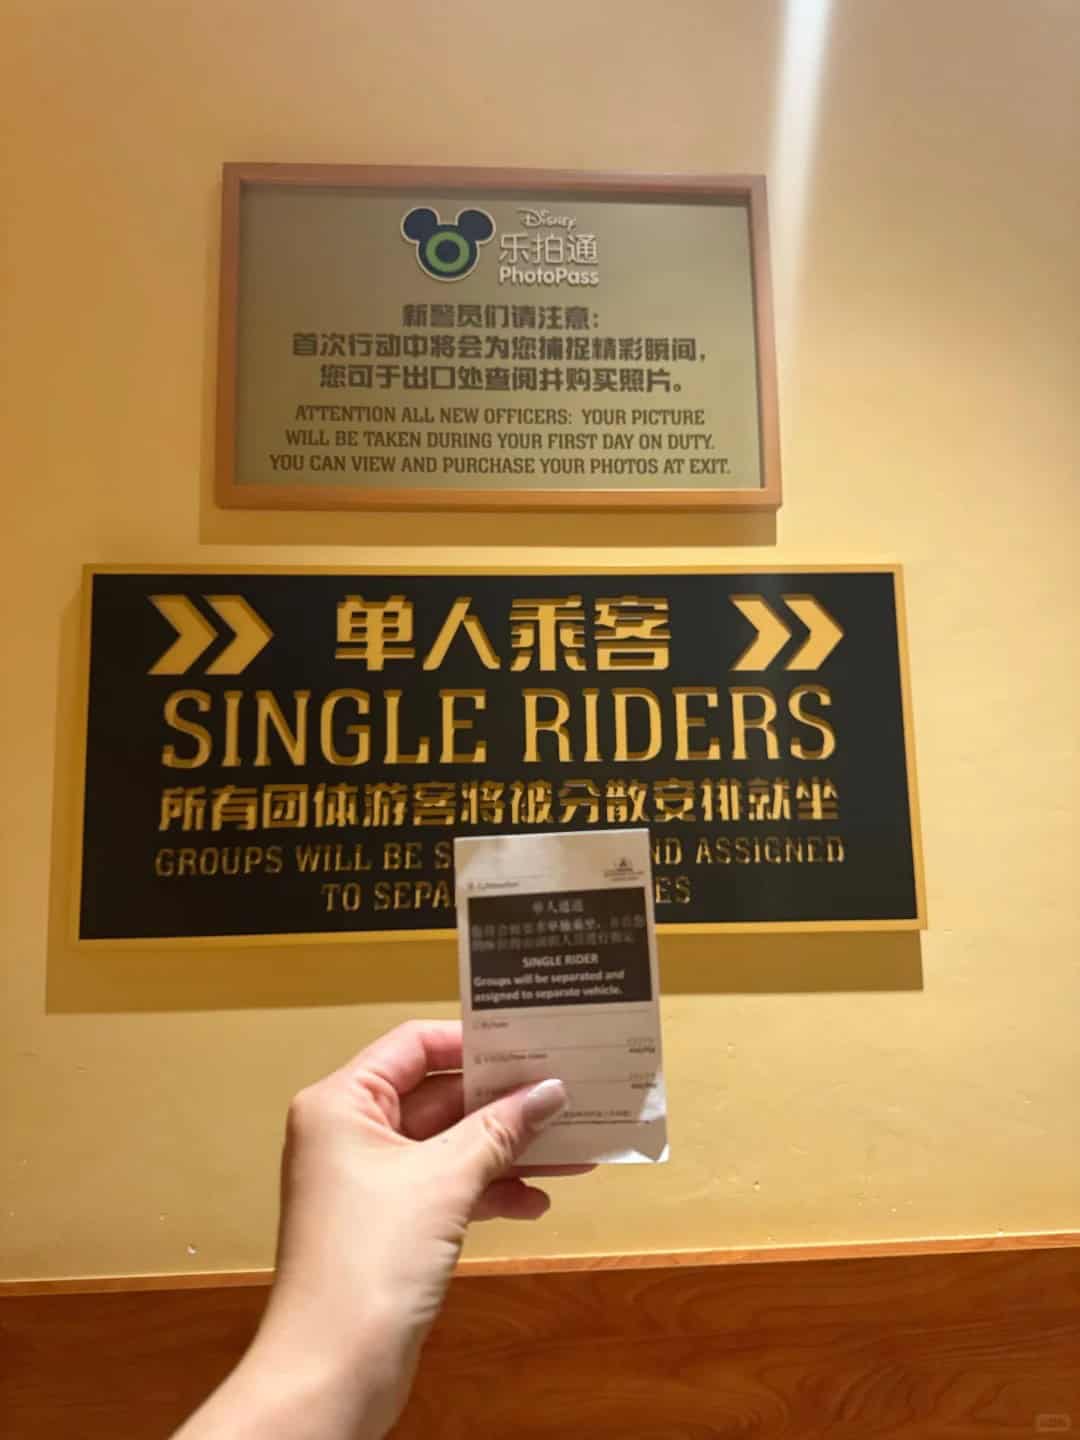 Disney
乐拍通
PhotoPass
新警员们请注意：
首次行动中将会为您捕捉精彩瞬间，
您可于出口处查阅并购买照片。
ATTENTION ALL NEW OFFICERS: YOUR PICTURE
WILL BE TAKEN DURING YOUR FIRST DAY ON DUTY.
YOU CAN VIEW AND PURCHASE YOUR PHOTOS AT EXIT.
单人乘客
SINGLE RIDERS
所有团体游客将被分散安排就坐
GROUPS WILL BE S ND ASSIGNED
TO SEPA ES
单人通道
SINGLE RIDER
Groups will be separated and
assigned to separate vehicle.